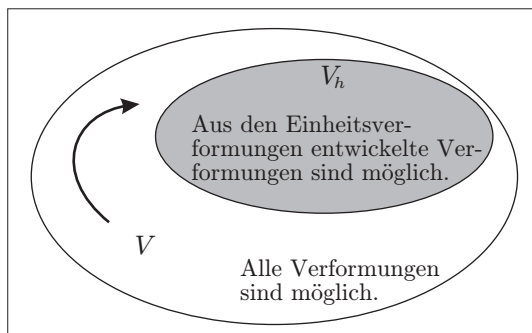 V_h
Aus den Einheitsver-
formungen entwickelte Ver-
formungen sind möglich.
V
Alle Verformungen
sind möglich.